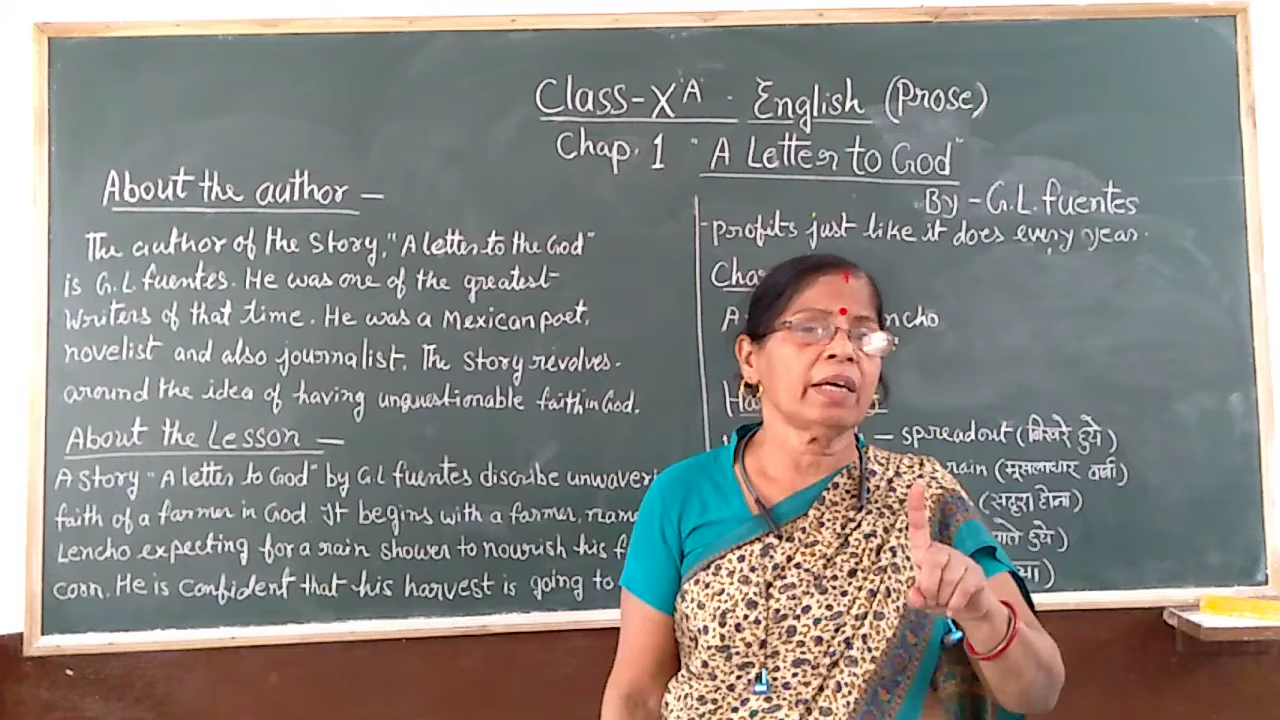 Class-X 'A' . English (Prose)
Chap. 1 "A Letter to God"
By - G.L. fuentes
About the author —
The author of the story, "A letter to the God"
is G.L. fuentes. He was one of the greatest
writers of that time. He was a Mexican poet,
novelist and also journalist. The story revolves
around the idea of having unquestionable faith in God.
About the Lesson —
A story "A letter to God" by G.L fuentes discribe
faith of a farmer in God. It begins with a farmer,
Lencho expecting for a rain shower to nourish his
corn. He is confident that his harvest is going to
profits just like it does every year.
— spreadout (बिखरे हुये)
rain (मूसलाधार वर्षा)
होना)
हुये)